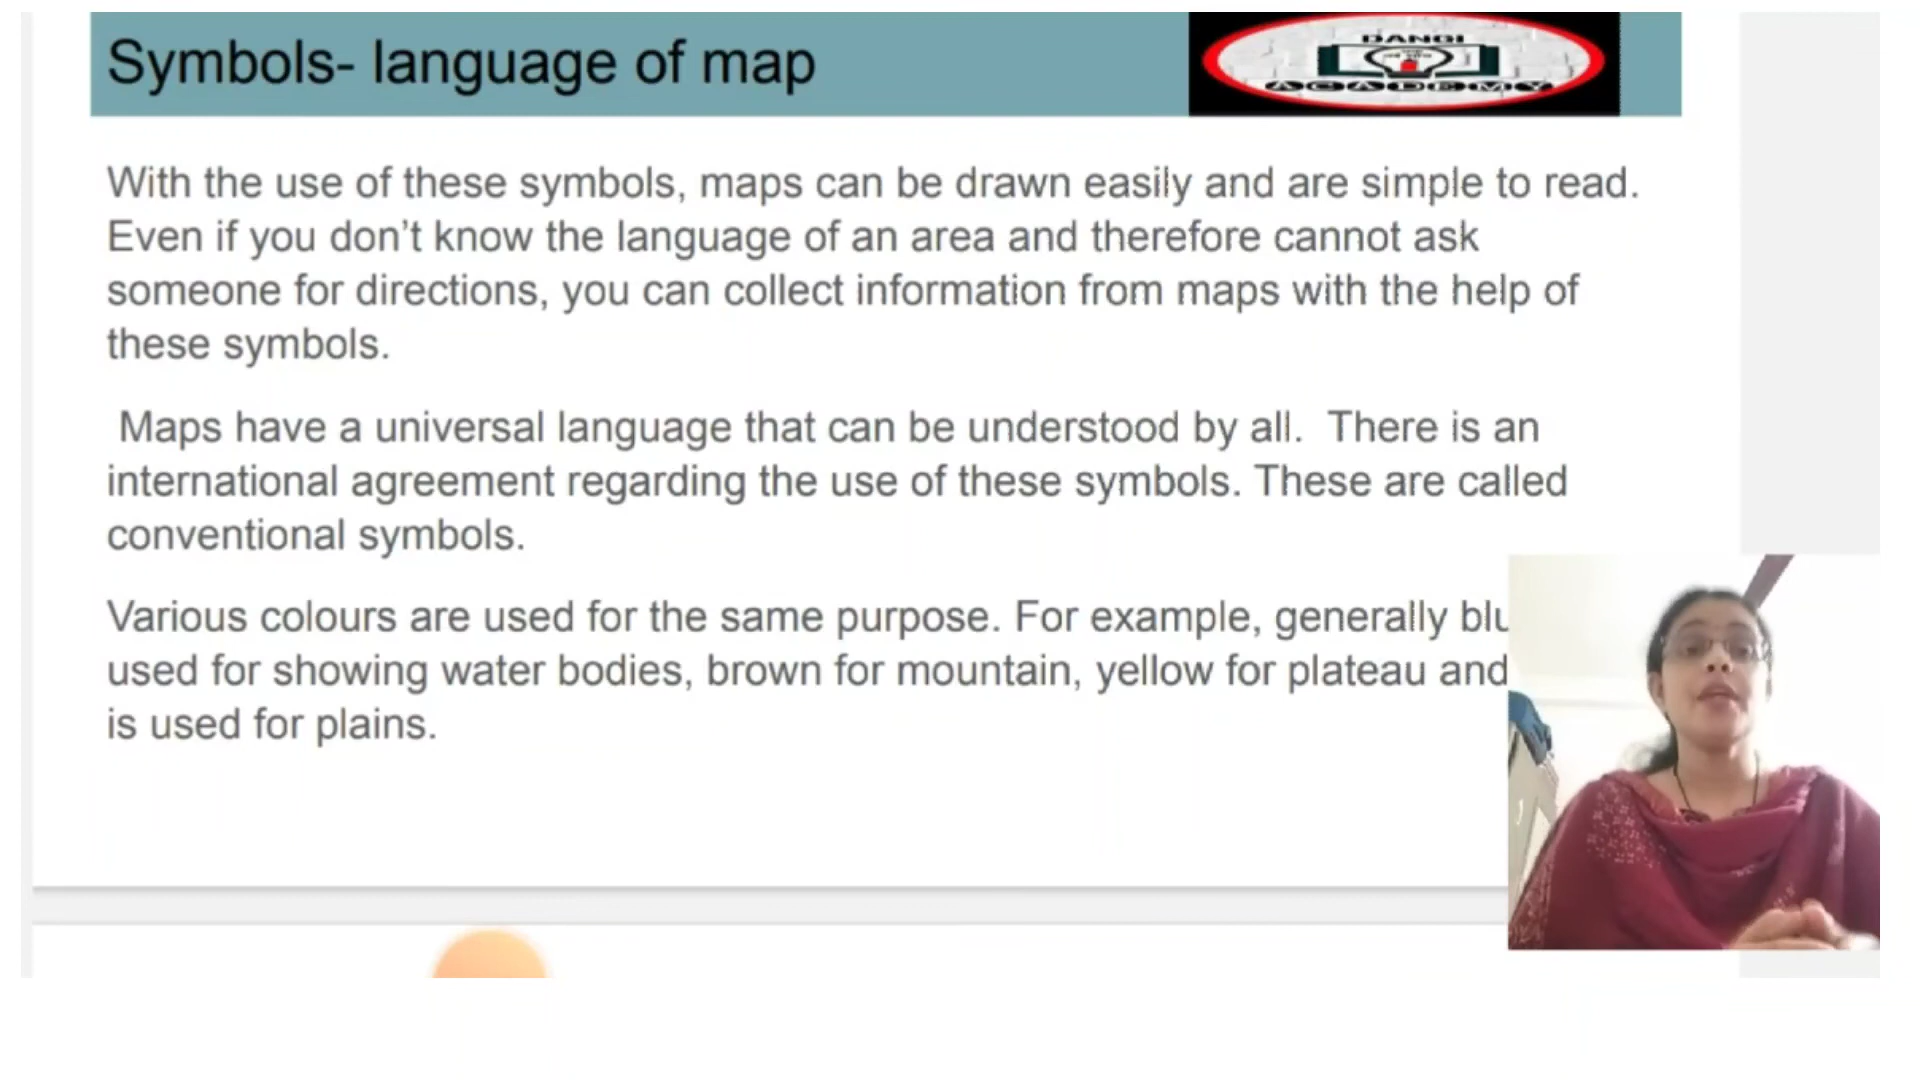 Symbols- language of map
DANGI
ACADEMY
With the use of these symbols, maps can be drawn easily and are simple to read.
Even if you don’t know the language of an area and therefore cannot ask
someone for directions, you can collect information from maps with the help of
these symbols.
Maps have a universal language that can be understood by all. There is an
international agreement regarding the use of these symbols. These are called
conventional symbols.
Various colours are used for the same purpose. For example, generally blu
used for showing water bodies, brown for mountain, yellow for plateau and
is used for plains.